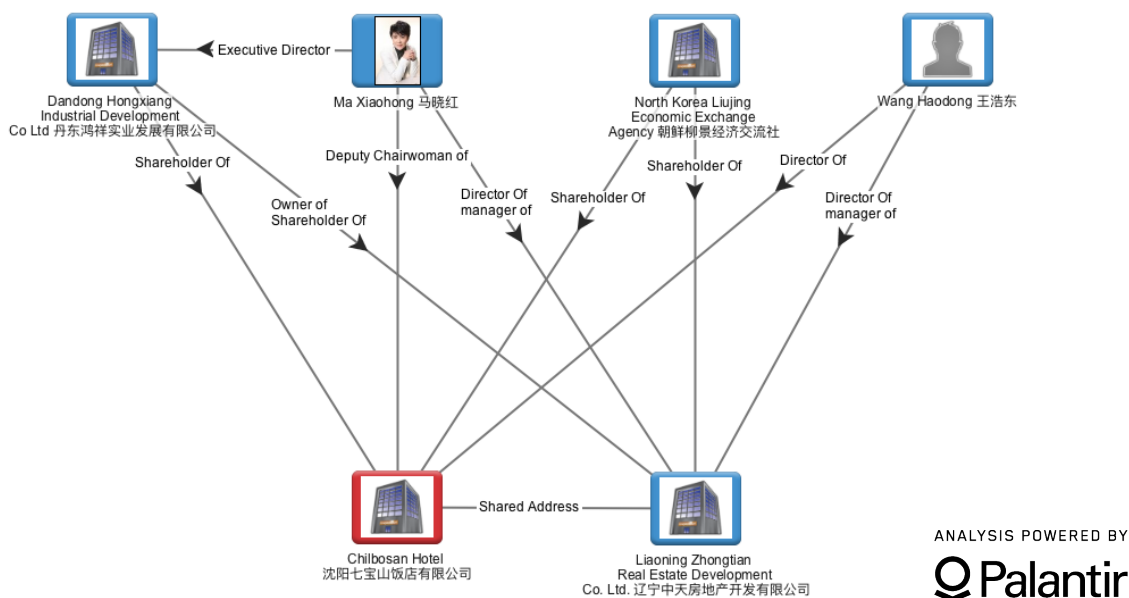 Executive Director
Dandong Hongxiang
Industrial Development
Co Ltd 丹东鸿祥实业发展有限公司
Ma Xiaohong 马晓红
North Korea Liujing
Economic Exchange
Agency 朝鲜柳景经济交流社
Wang Haodong 王浩东
Shareholder Of
Owner of
Shareholder Of
Deputy Chairwoman of
Director Of
manager of
Shareholder Of
Shareholder Of
Director Of
Director Of
manager of
Shared Address
Chilbosan Hotel
沈阳七宝山饭店有限公司
Liaoning Zhongtian
Real Estate Development
Co. Ltd. 辽宁中天房地产开发有限公司
ANALYSIS POWERED BY
Palantir